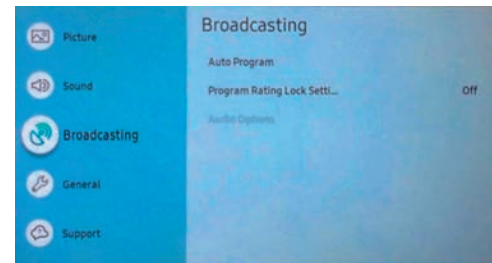 Picture
Sound
Broadcasting
General
Support
Broadcasting
Auto Program
Program Rating Lock Setti... Off
Audio Options